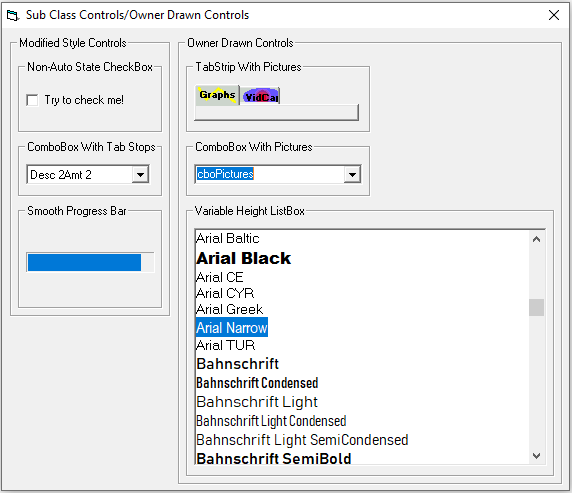 Sub Class Controls/Owner Drawn Controls
Modified Style Controls
Non-Auto State CheckBox
Try to check me!
ComboBox With Tab Stops
Desc 2Amt 2
Smooth Progress Bar
Owner Drawn Controls
TabStrip With Pictures
Graphs
VidCa
ComboBox With Pictures
cboPictures
Variable Height ListBox
Arial Baltic
Arial Black
Arial CE
Arial CYR
Arial Greek
Arial Narrow
Arial TUR
Bahnschrift
Bahnschrift Condensed
Bahnschrift Light
Bahnschrift Light Condensed
Bahnschrift Light SemiCondensed
Bahnschrift SemiBold